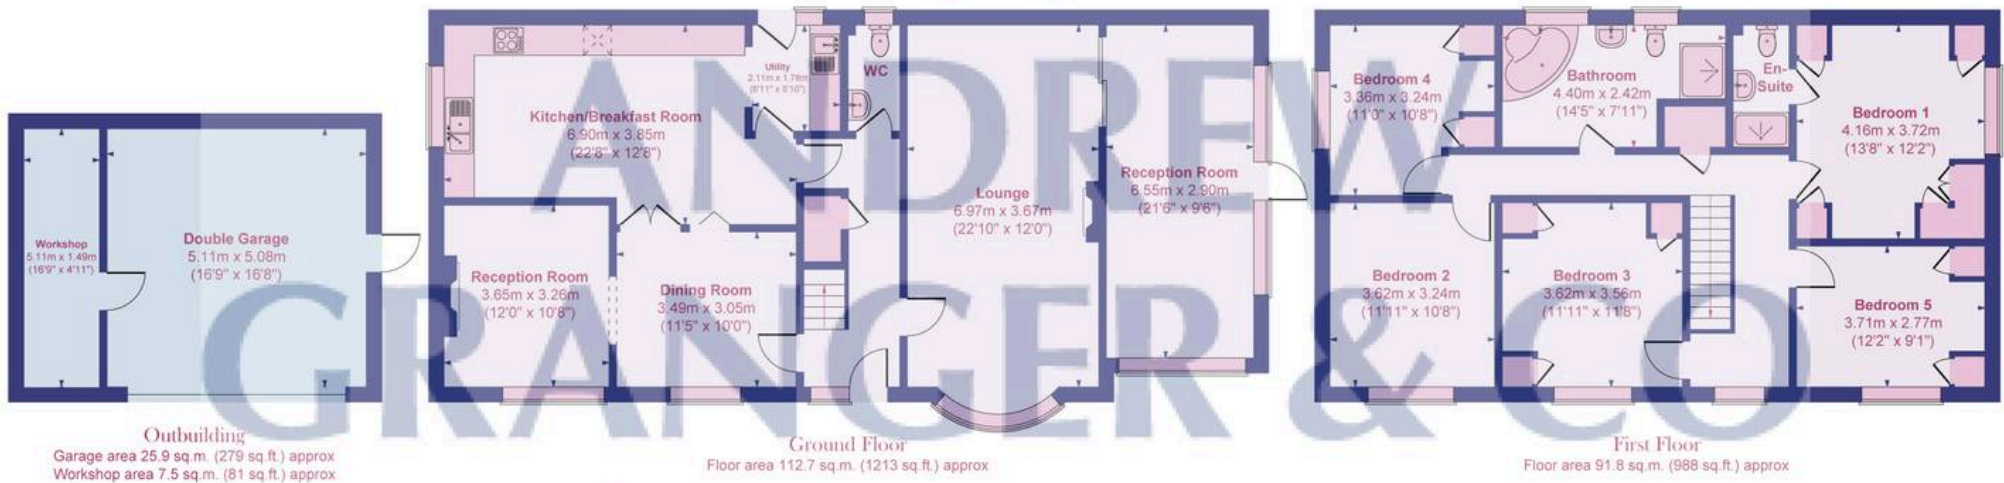 ANDREW
GRANGER & CO
Workshop
5.11m x 1.49m
(16'9" x 4'11")
Double Garage
5.11m x 5.08m
(16'9" x 16'8")
Outbuilding
Garage area 25.9 sq.m. (279 sq.ft.) approx
Workshop area 7.5 sq.m. (81 sq.ft.) approx
Kitchen/Breakfast Room
6.90m x 3.85m
(22'8" x 12'8")
Utility
2.11m x 1.78m
(6'11" x 5'10")
WC
Lounge
6.97m x 3.67m
(22'10" x 12'0")
Reception Room
6.55m x 2.90m
(21'6" x 9'6")
Reception Room
3.65m x 3.26m
(12'0" x 10'8")
Dining Room
3.49m x 3.05m
(11'5" x 10'0")
Ground Floor
Floor area 112.7 sq.m. (1213 sq.ft.) approx
Bedroom 4
3.36m x 3.24m
(11'0" x 10'8")
Bathroom
4.40m x 2.42m
(14'5" x 7'11")
En-
Suite
Bedroom 1
4.16m x 3.72m
(13'8" x 12'2")
Bedroom 2
3.62m x 3.24m
(11'11" x 10'8")
Bedroom 3
3.62m x 3.56m
(11'11" x 11'8")
Bedroom 5
3.71m x 2.77m
(12'2" x 9'1")
First Floor
Floor area 91.8 sq.m. (988 sq.ft.) approx